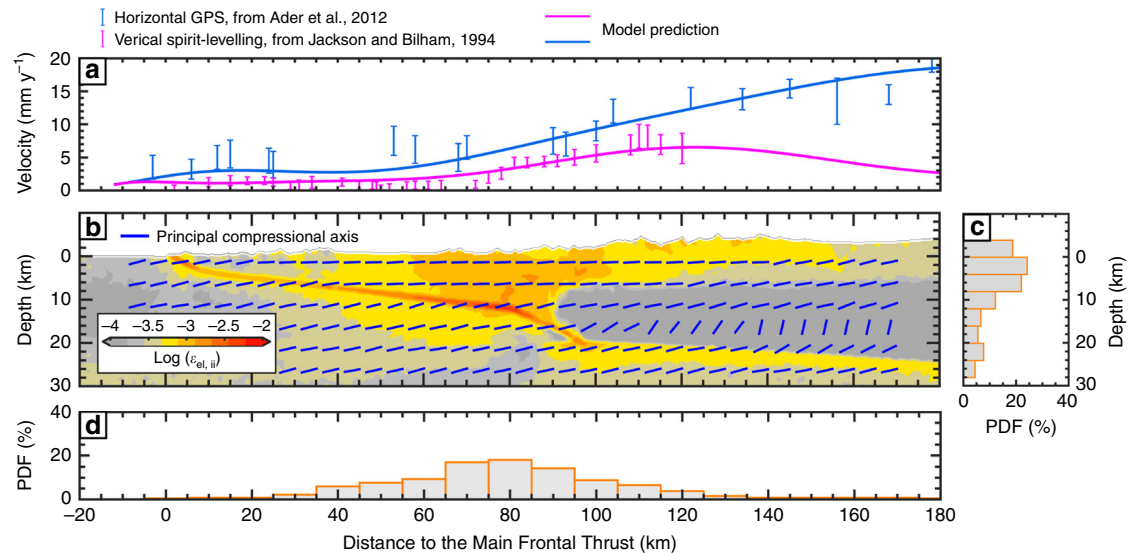 Horizontal GPS, from Ader et al., 2012
Verical spirit-levelling, from Jackson and Bilham, 1994
Model prediction
a
20
15
10
5
0
Velocity (mm y⁻¹)
b
Principal compressional axis
0
10
20
30
Depth (km)
–4 –3.5 –3 –2.5 –2
Log (εel, ii)
c
0
10
20
30
Depth (km)
0 20 40
PDF (%)
d
40
20
0
PDF (%)
–20 0 20 40 60 80 100 120 140 160 180
Distance to the Main Frontal Thrust (km)